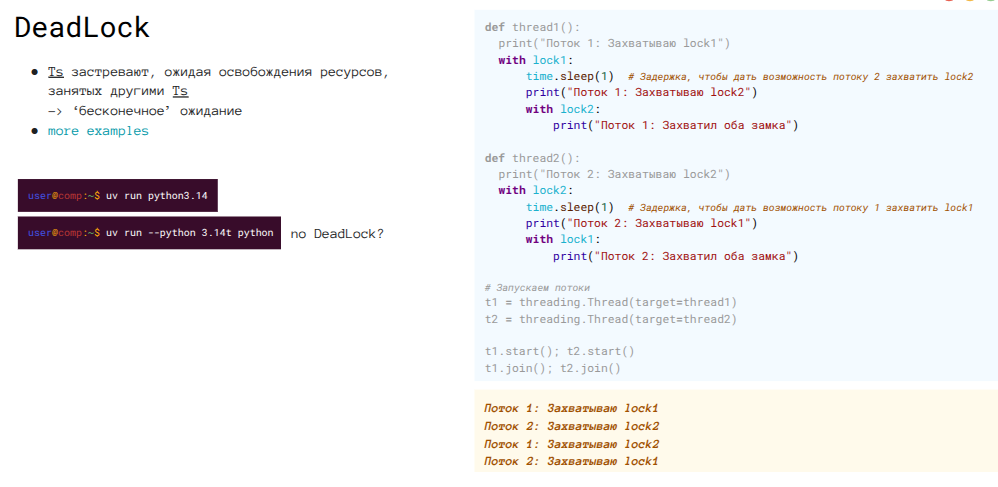 DeadLock
● Ts застревают, ожидая освобождения ресурсов,
занятых другими Ts
-> ‘бесконечное’ ожидание
● more examples
user@comp:~$ uv run python3.14
user@comp:~$ uv run --python 3.14t python
no DeadLock?
def thread1():
print("Поток 1: Захватываю lock1")
with lock1:
time.sleep(1) # Задержка, чтобы дать возможность потоку 2 захватить lock2
print("Поток 1: Захватываю lock2")
with lock2:
print("Поток 1: Захватил оба замка")
def thread2():
print("Поток 2: Захватываю lock2")
with lock2:
time.sleep(1) # Задержка, чтобы дать возможность потоку 1 захватить lock1
print("Поток 2: Захватываю lock1")
with lock1:
print("Поток 2: Захватил оба замка")
# Запускаем потоки
t1 = threading.Thread(target=thread1)
t2 = threading.Thread(target=thread2)
t1.start(); t2.start()
t1.join(); t2.join()
Поток 1: Захватываю lock1
Поток 2: Захватываю lock2
Поток 1: Захватываю lock2
Поток 2: Захватываю lock1